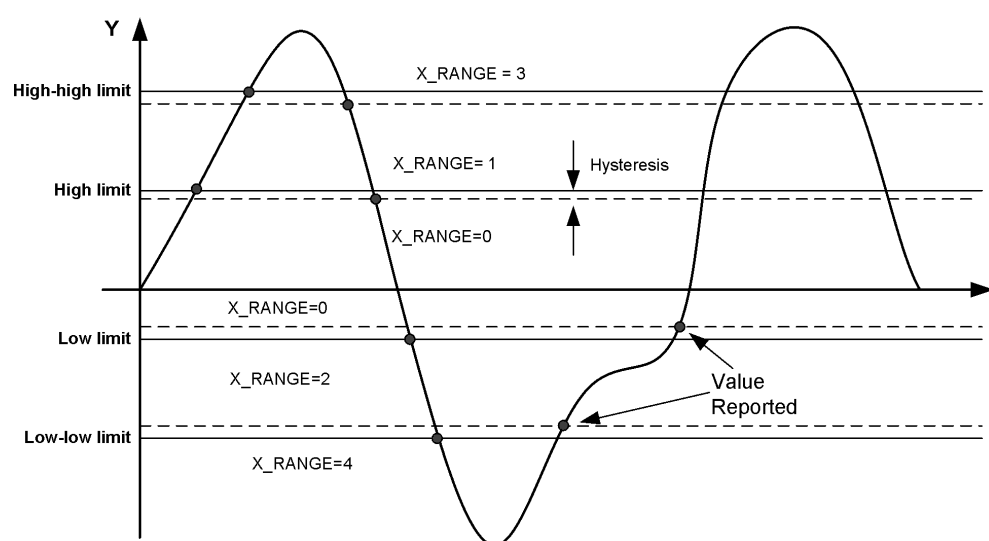 Y
X_RANGE = 3
High-high limit
X_RANGE= 1
Hysteresis
High limit
X_RANGE=0
X_RANGE=0
Low limit
X_RANGE=2
Value
Reported
Low-low limit
X_RANGE=4